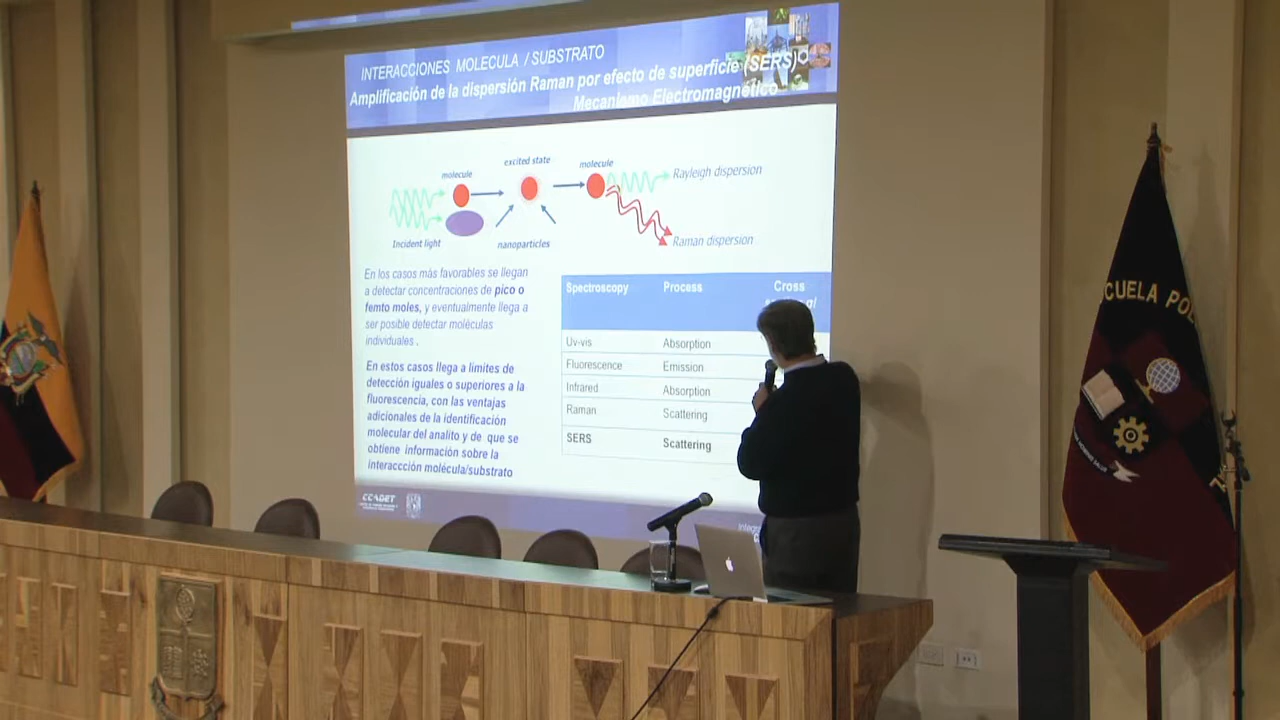 INTERACCIONES MOLECULA / SUBSTRATO
Amplificación de la dispersión Raman por efecto de superficie (SERS)
Mecanismo Electromagnético
molecule
excited state
molecule
Rayleigh dispersion
Incident light
nanoparticles
Raman dispersion
En los casos más favorables se llegan
a detectar concentraciones de pico o
femto moles, y eventualmente llega a
ser posible detectar moléculas
individuales .
En estos casos llega a limites de
detección iguales o superiores a la
fluorescencia, con las ventajas
adicionales de la identificación
molecular del analito y de que se
obtiene información sobre la
interaccción molécula/substrato
Spectroscopy Process Cross
Uv-vis Absorption
Fluorescence Emission
Infrared Absorption
Raman Scattering
SERS Scattering
CCADET
CUELA POL